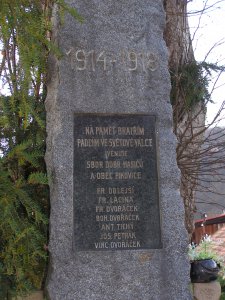 1914-1918
NA PAMĚŤ BRATŘÍM
PADLÝM VE SVĚTOVÉ VÁLCE
VĚNUJE
SBOR DOBR. HASIČŮ
A OBEC PIKOVICE
FR. OBLEJŠÍ
FR. LACINA
FR. DVOŘÁČEK
BOH. DVOŘÁČEK
ANT. TICHÝ
JOS. PETRÁK
VINC. DVOŘÁČEK